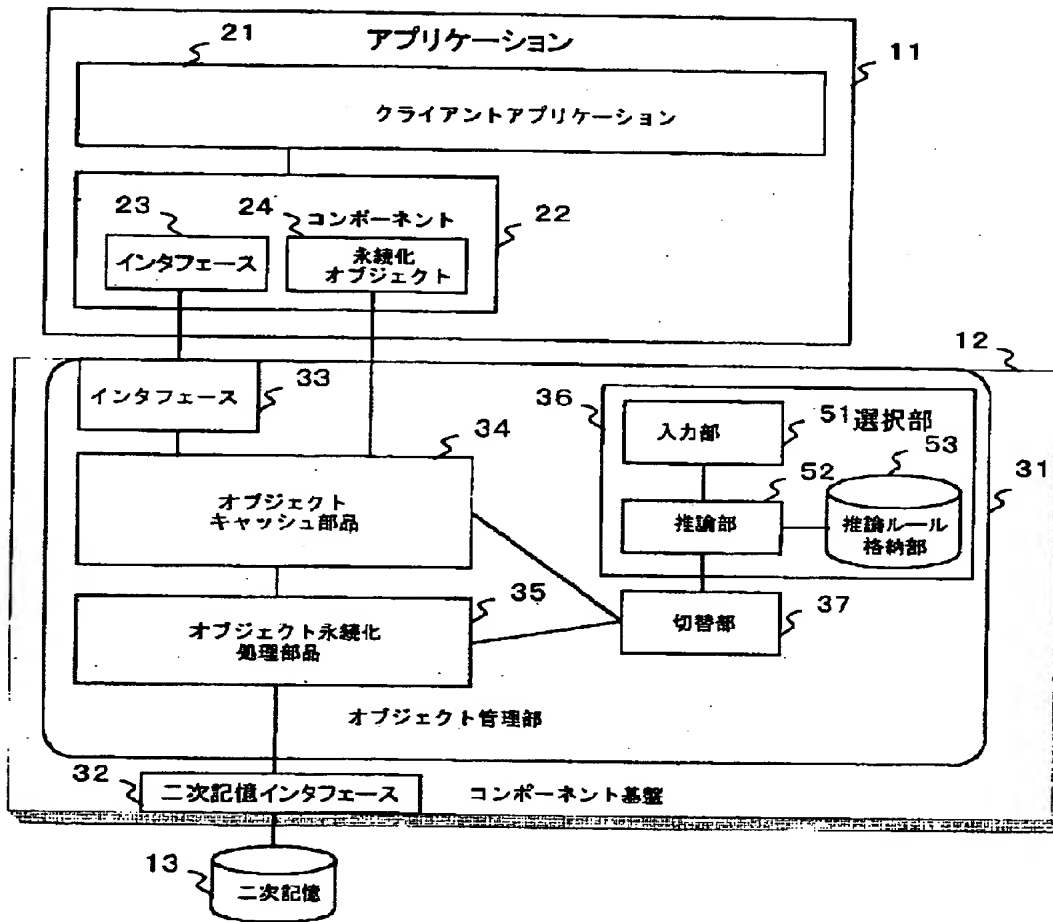 21
アプリケーション
11
クライアントアプリケーション
23
24
コンポーネント
22
インタフェース
永続化
オブジェクト
12
インタフェース
33
36
51
選択部
入力部
53
34
52
31
オブジェクト
キャッシュ部品
推論部
推論ルール
格納部
35
37
オブジェクト永続化
処理部品
切替部
オブジェクト管理部
32
二次記憶インタフェース
コンポーネント基盤
13
二次記憶